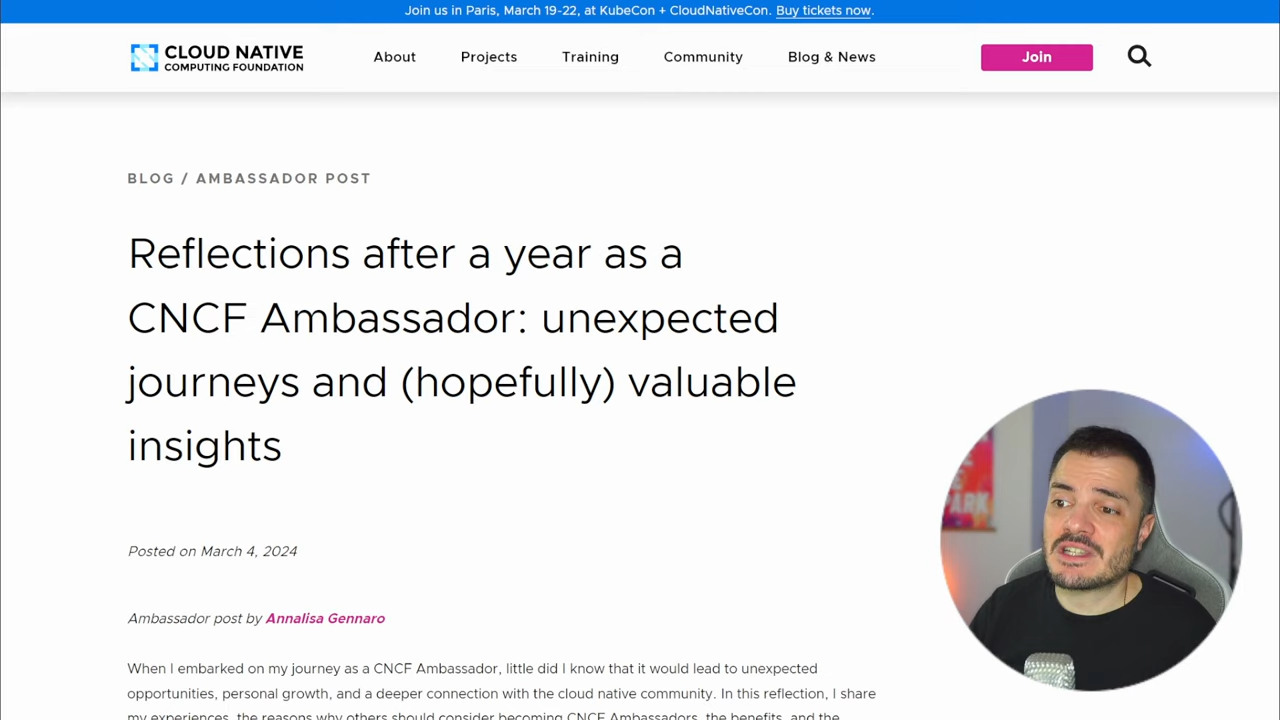 Join us in Paris, March 19-22, at KubeCon + CloudNativeCon. Buy tickets now.
CLOUD NATIVE
COMPUTING FOUNDATION
About
Projects
Training
Community
Blog & News
Join
BLOG / AMBASSADOR POST
Reflections after a year as a
CNCF Ambassador: unexpected
journeys and (hopefully) valuable
insights
Posted on March 4, 2024
Ambassador post by Annalisa Gennaro
When I embarked on my journey as a CNCF Ambassador, little did I know that it would lead to unexpected
opportunities, personal growth, and a deeper connection with the cloud native community. In this reflection, I share
my experiences, the reasons why others should consider becoming CNCF Ambassadors, the benefits, and the